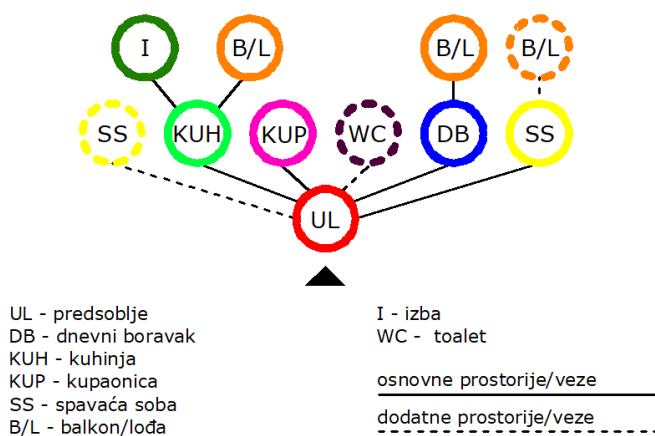 I
B/L
B/L
B/L
SS
KUH
KUP
WC
DB
SS
UL
UL - predsoblje
DB - dnevni boravak
KUH - kuhinja
KUP - kupaonica
SS - spavaća soba
B/L - balkon/lođa
I - izba
WC - toalet
osnovne prostorije/veze
dodatne prostorije/veze